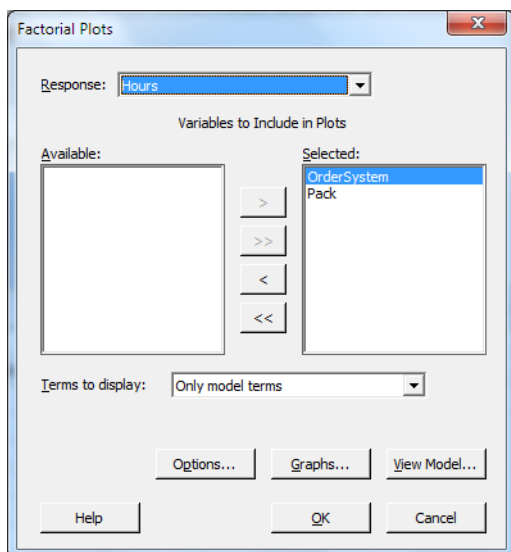 Factorial Plots
X
Response: Hours
Variables to Include in Plots
Available: Selected:
OrderSystem
Pack
>
>>
<
<<
Terms to display: Only model terms
Options... Graphs... View Model...
Help OK Cancel